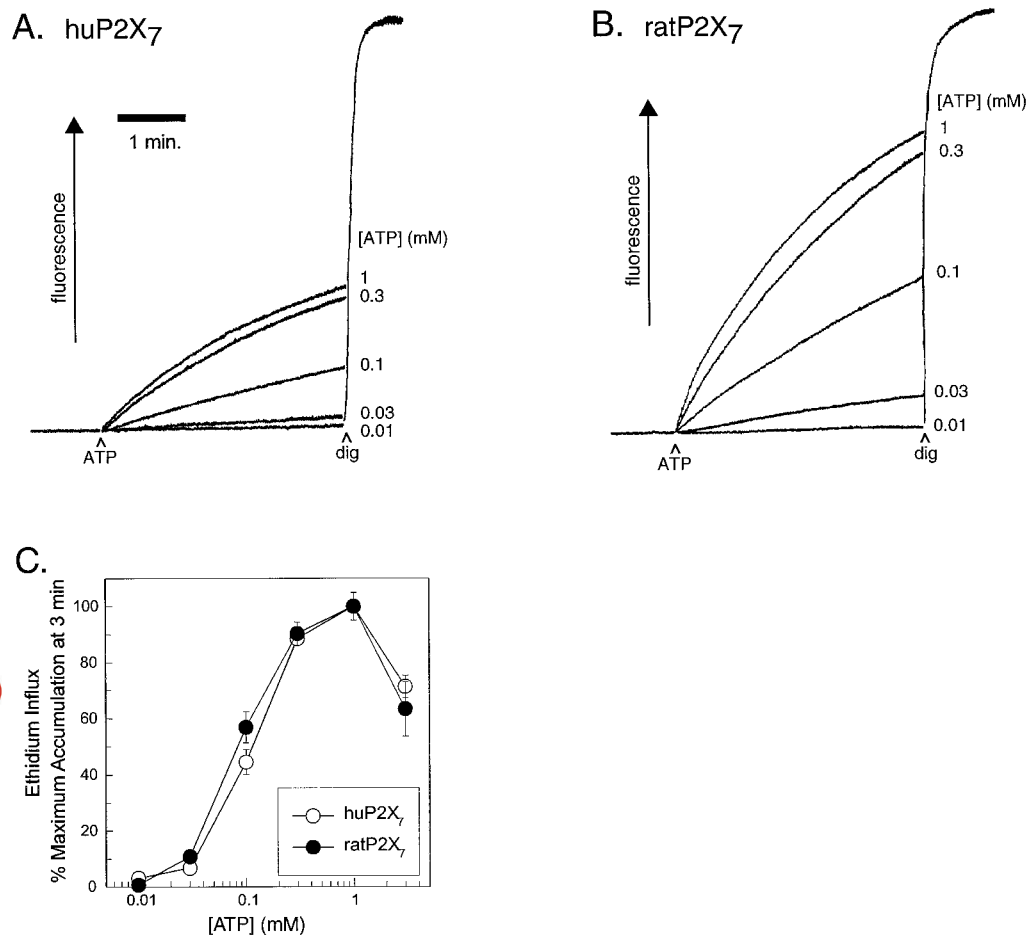 A. huP2X7
fluorescence
1 min.
[ATP] (mM)
1
0.3
0.1
0.03
0.01
^
ATP
^
dig
B. ratP2X7
fluorescence
[ATP] (mM)
1
0.3
0.1
0.03
0.01
^
ATP
^
dig
C.
Ethidium Influx
% Maximum Accumulation at 3 min
100
80
60
40
20
0
0.01 0.1 1
[ATP] (mM)
huP2X7
ratP2X7